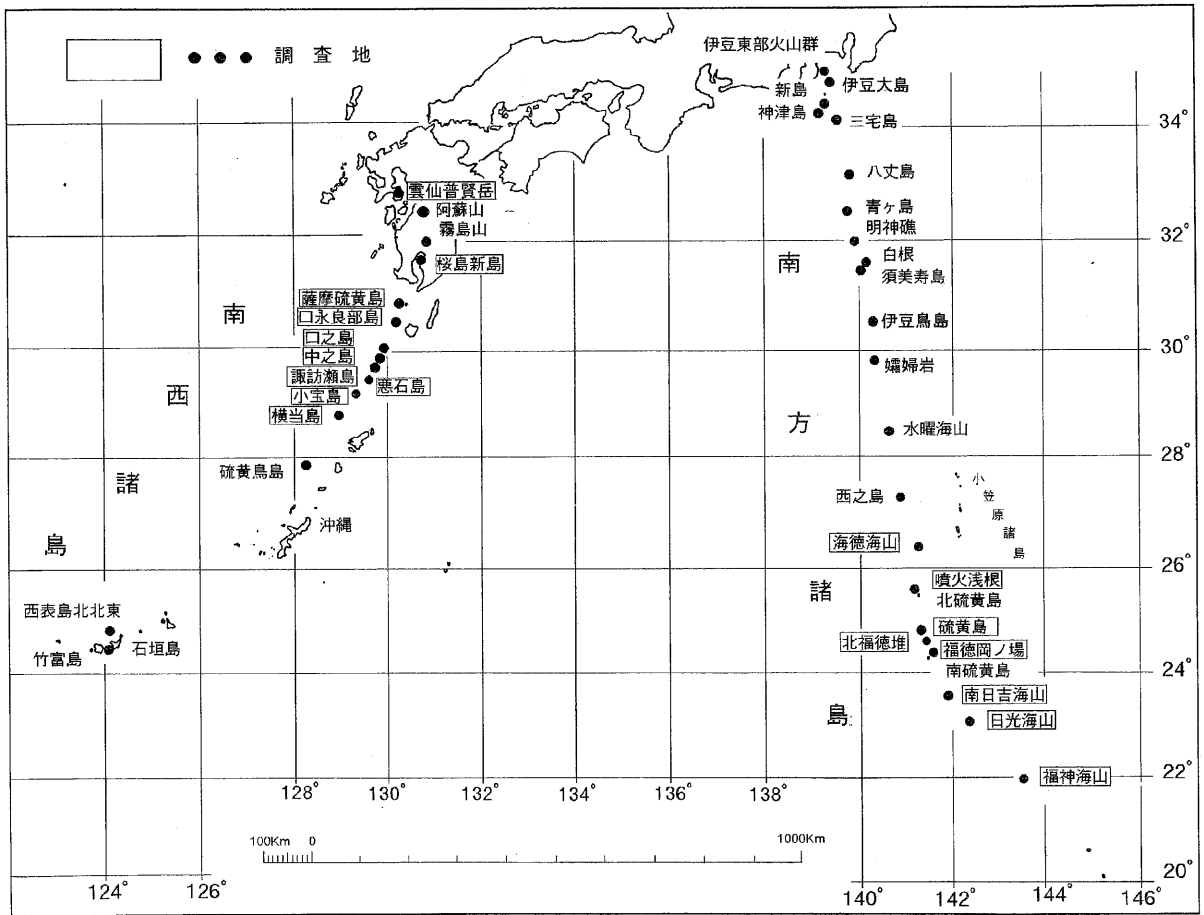 調査地
伊豆東部火山群
伊豆大島
新島
神津島
三宅島
34°
八丈島
雲仙普賢岳
阿蘇山
青ヶ島
霧島山
明神礁
32°
南方諸島
白根
桜島新島
須美寿島
薩摩硫黄島
南西諸島
口永良部島
伊豆鳥島
口之島
30°
中之島
孀婦岩
諏訪瀬島
悪石島
小宝島
横当島
水曜海山
28°
硫黄鳥島
小笠原諸島
西之島
沖縄
海徳海山
26°
噴火浅根
北硫黄島
西表島北北東
硫黄島
石垣島
北福徳堆
福徳岡ノ場
竹富島
南硫黄島
24°
南日吉海山
日光海山
福神海山
22°
128°
130°
132°
134°
136°
138°
100Km 0
1000Km
20°
124°
126°
140°
142°
144°
146°